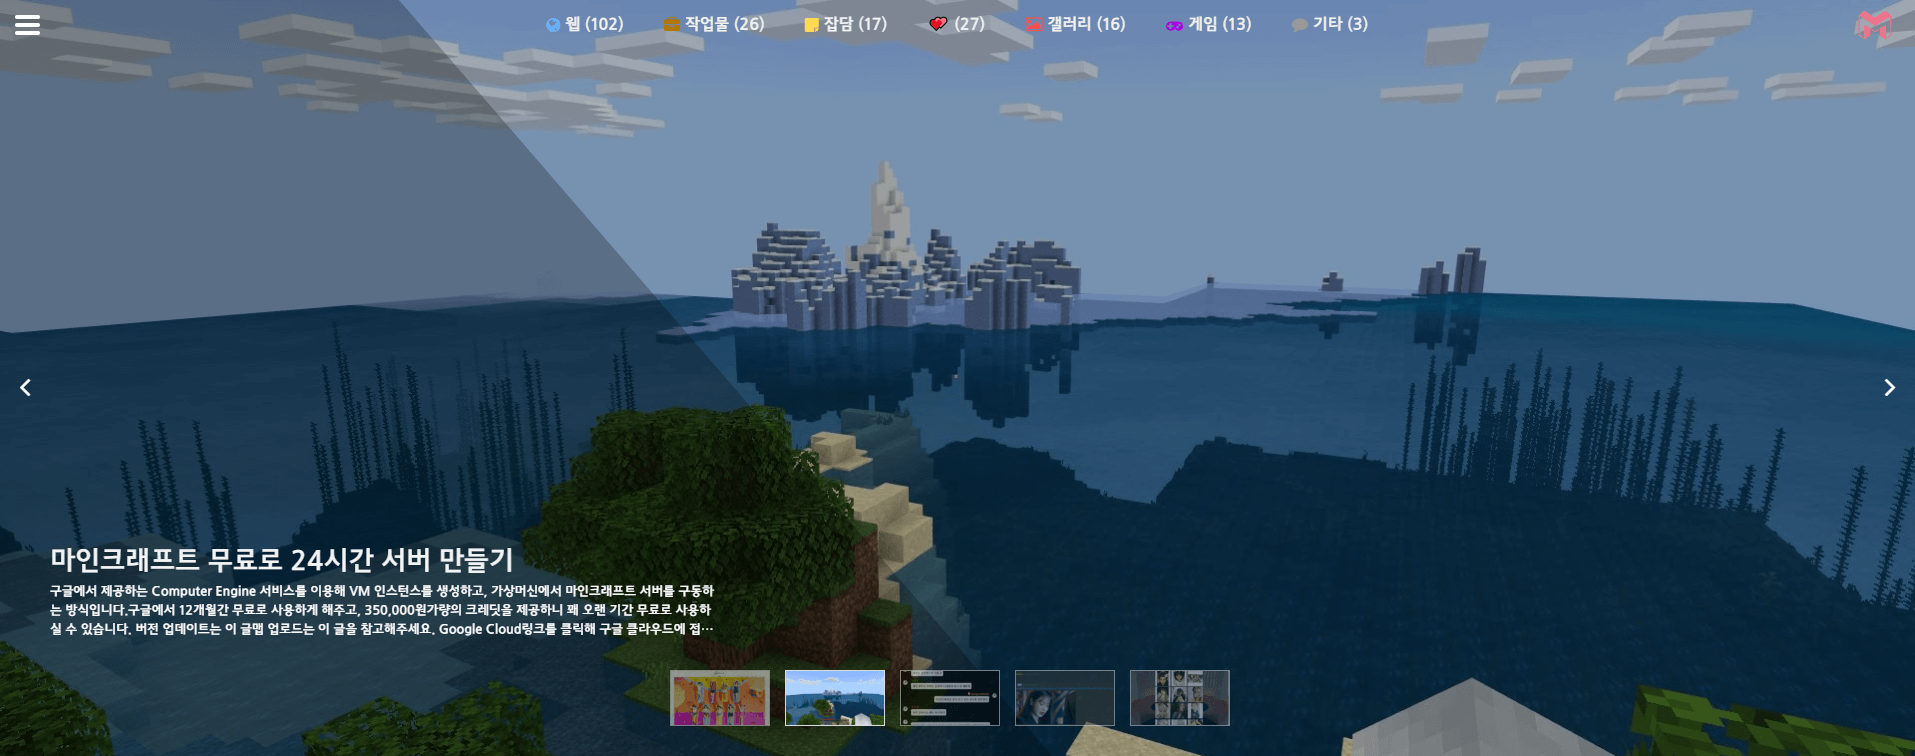 웹 (102) 작업물 (26) 잡담 (17) (27) 갤러리 (16) 게임 (13) 기타 (3)
마인크래프트 무료로 24시간 서버 만들기
구글에서 제공하는 Computer Engine 서비스를 이용해 VM 인스턴스를 생성하고, 가상머신에서 마인크래프트 서버를 구동하
는 방식입니다.구글에서 12개월간 무료로 사용하게 해주고, 350,000원가량의 크레딧을 제공하니 꽤 오랜 기간 무료로 사용하
실 수 있습니다. 버전 업데이트는 이 글맵 업로드는 이 글을 참고해주세요. Google Cloud링크를 클릭해 구글 클라우드에 접…